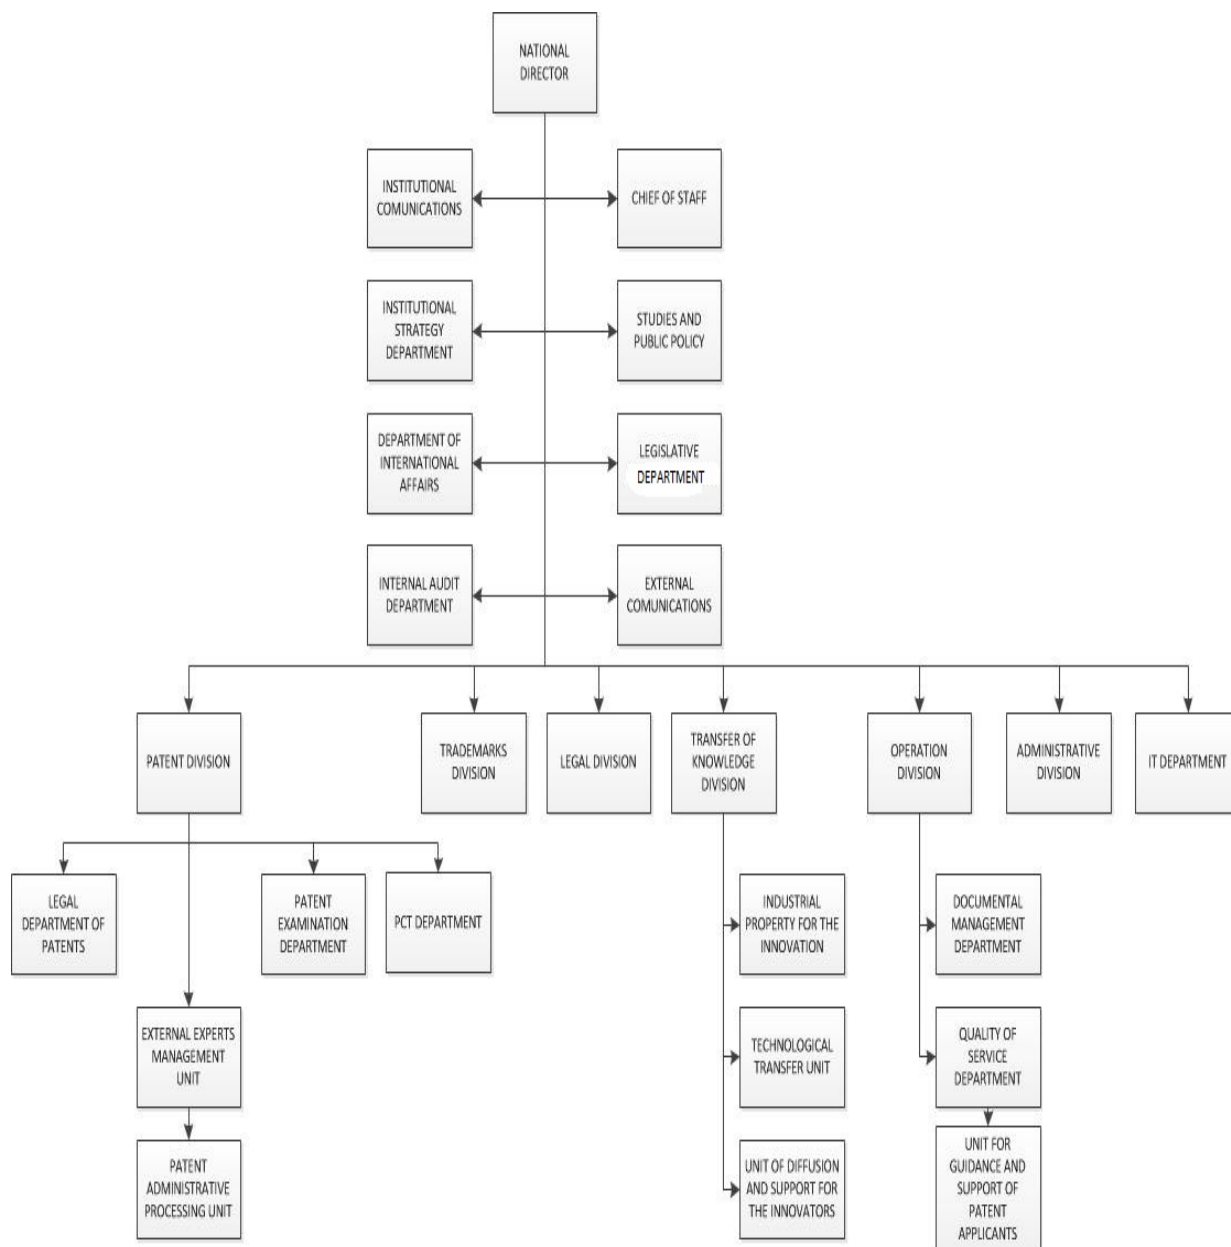 NATIONAL
DIRECTOR
INSTITUTIONAL
COMUNICATIONS
CHIEF OF STAFF
INSTITUTIONAL
STRATEGY
DEPARTMENT
STUDIES AND
PUBLIC POLICY
DEPARTMENT OF
INTERNATIONAL
AFFAIRS
LEGISLATIVE
DEPARTMENT
INTERNAL AUDIT
DEPARTMENT
EXTERNAL
COMUNICATIONS
PATENT DIVISION
TRADEMARKS
DIVISION
LEGAL DIVISION
TRANSFER OF
KNOWLEDGE
DIVISION
OPERATION
DIVISION
ADMINISTRATIVE
DIVISION
IT DEPARTMENT
LEGAL
DEPARTMENT OF
PATENTS
PATENT
EXAMINATION
DEPARTMENT
PCT DEPARTMENT
INDUSTRIAL
PROPERTY FOR THE
INNOVATION
DOCUMENTAL
MANAGEMENT
DEPARTMENT
EXTERNAL EXPERTS
MANAGEMENT
UNIT
TECHNOLOGICAL
TRANSFER UNIT
QUALITY OF
SERVICE
DEPARTMENT
PATENT
ADMINISTRATIVE
PROCESSING UNIT
UNIT OF DIFFUSION
AND SUPPORT FOR
THE INNOVATORS
UNIT FOR
GUIDANCE AND
SUPPORT OF
PATENT
APPLICANTS